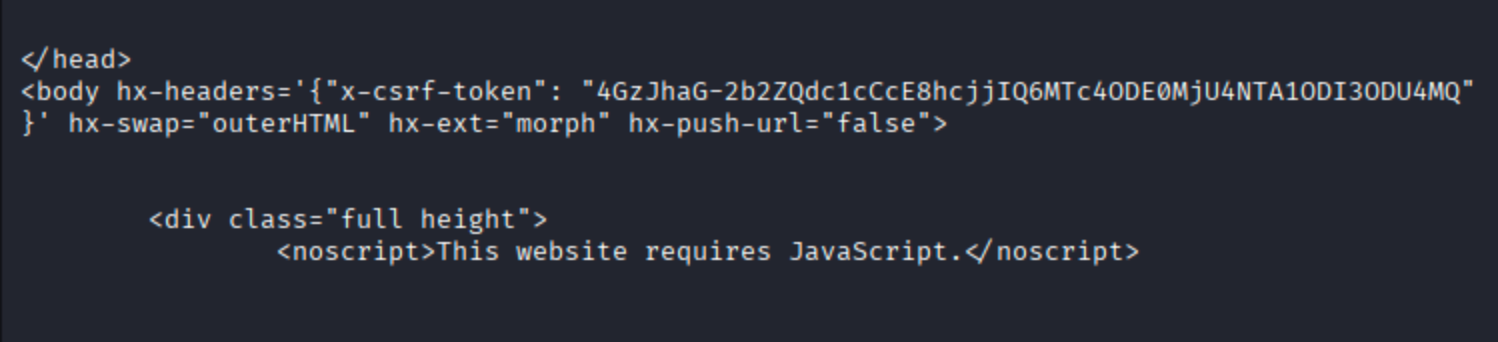 </head>
<body hx-headers='{"x-csrf-token": "4GzJhaG-2b2ZQdc1cCcE8hcjjIQ6MTc4ODE0MjU4NTA1ODI3ODU4MQ"
}' hx-swap="outerHTML" hx-ext="morph" hx-push-url="false">
<div class="full height">
<noscript>This website requires JavaScript.</noscript>